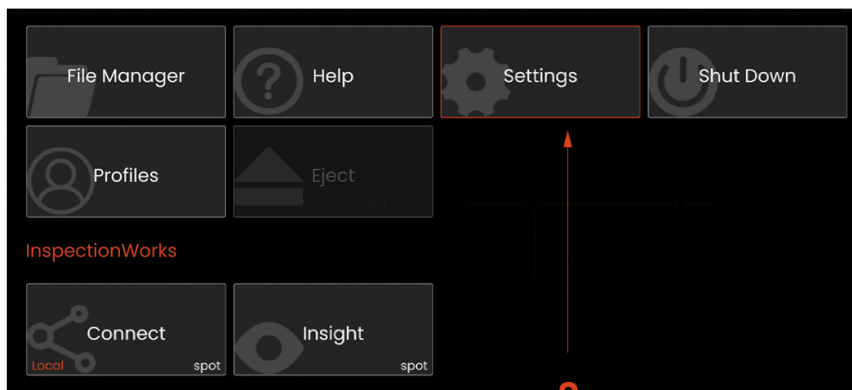 File Manager
Help
Settings
Shut Down
Profiles
Eject
InspectionWorks
Connect
Local
spot
Insight
spot